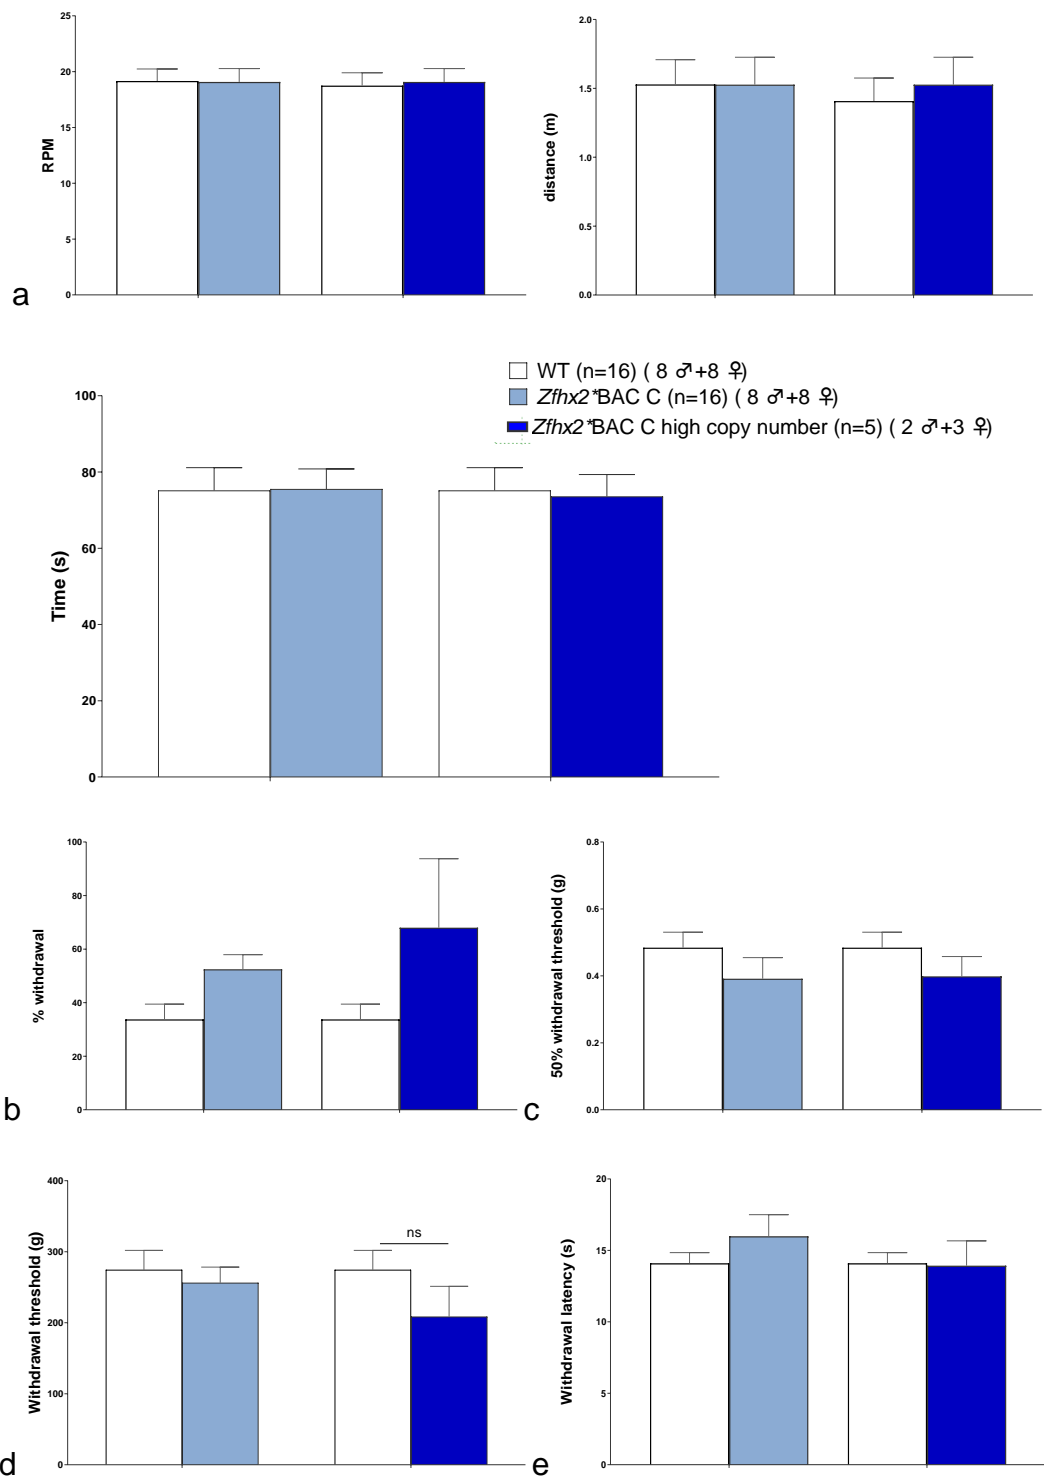 25
20
15
10
5
0
RPM
a
2.0
1.5
1.0
0.5
0.0
distance (m)
WT (n=16) ( 8 ♂+8 ♀)
Zfhx2*BAC C (n=16) ( 8 ♂+8 ♀)
Zfhx2*BAC C high copy number (n=5) ( 2 ♂+3 ♀)
100
80
60
40
20
0
Time (s)
100
80
60
40
20
0
% withdrawal
b
0.8
0.6
0.4
0.2
0.0
50% withdrawal threshold (g)
c
400
300
200
100
0
Withdrawal threshold (g)
ns
d
20
15
10
5
0
Withdrawal latency (s)
e